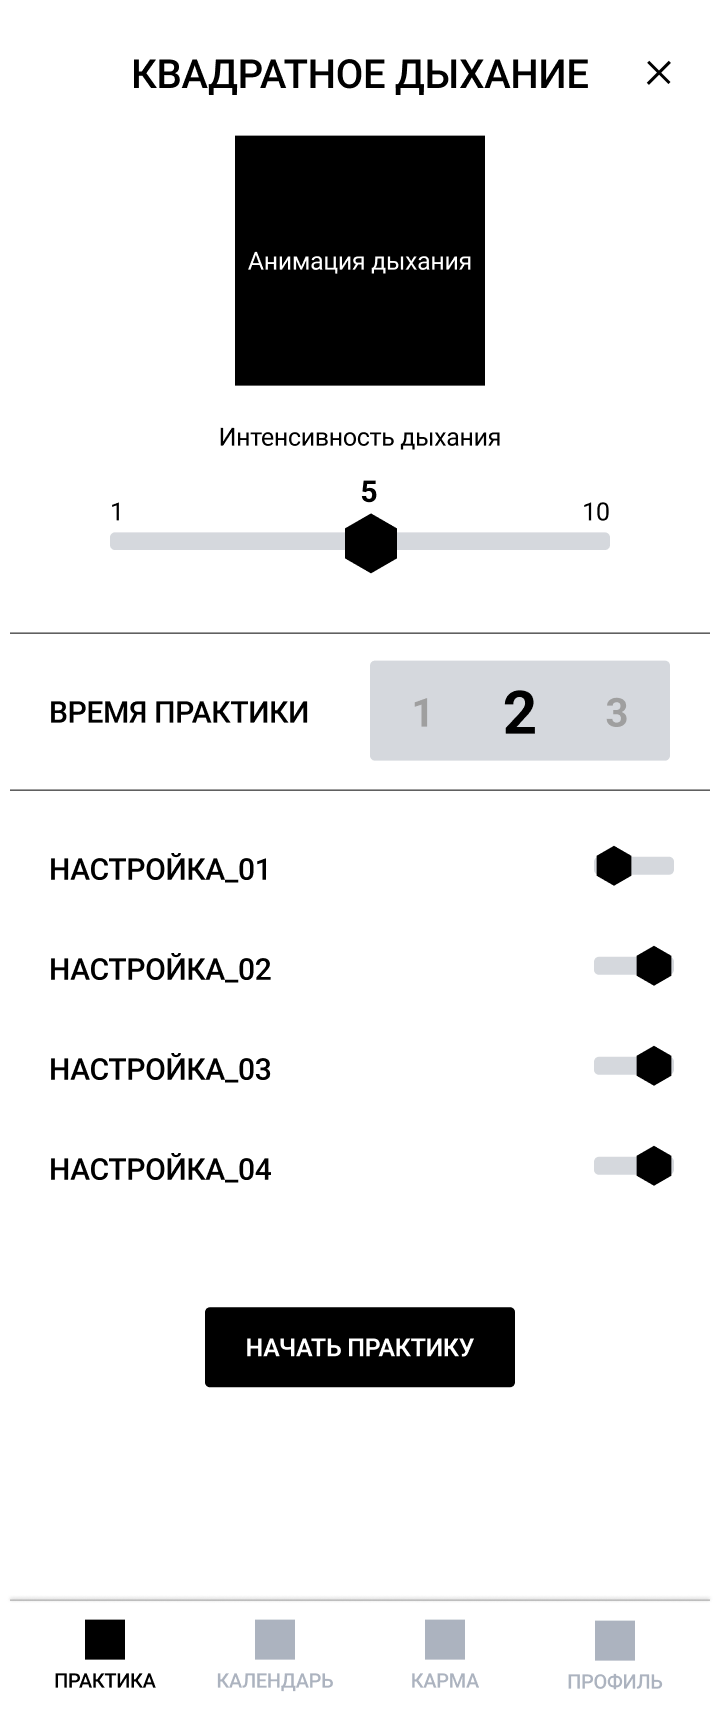 КВАДРАТНОЕ ДЫХАНИЕ
Анимация дыхания
Интенсивность дыхания
5
1 10
ВРЕМЯ ПРАКТИКИ 1 2 3
НАСТРОЙКА_01
НАСТРОЙКА_02
НАСТРОЙКА_03
НАСТРОЙКА_04
НАЧАТЬ ПРАКТИКУ
ПРАКТИКА КАЛЕНДАРЬ КАРМА ПРОФИЛЬ